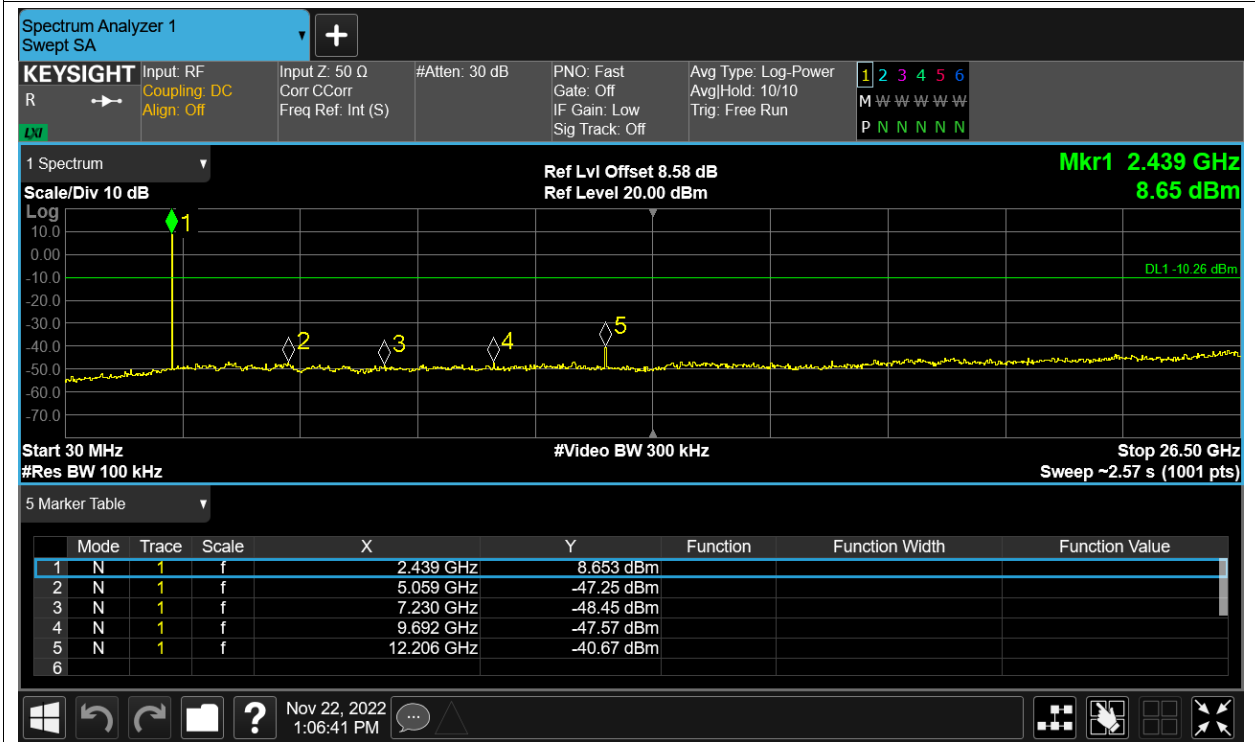 Spectrum Analyzer 1
Swept SA
+
KEYSIGHT Input: RF Input Z: 50 Ω #Atten: 30 dB PNO: Fast Avg Type: Log-Power 1 2 3 4 5 6
R Coupling: DC Corr CCorr Gate: Off Avg|Hold: 10/10 M W W W W W
Align: Off Freq Ref: Int (S) IF Gain: Low Trig: Free Run
LXI Sig Track: Off P N N N N N
1 Spectrum Ref Lvl Offset 8.58 dB Mkr1 2.439 GHz
Scale/Div 10 dB Ref Level 20.00 dBm 8.65 dBm
Log
1
10.0
0.00
DL1 -10.26 dBm
-10.0
-20.0
-30.0 5
-40.0 2 3 4
-50.0
-60.0
-70.0
Start 30 MHz #Video BW 300 kHz Stop 26.50 GHz
#Res BW 100 kHz Sweep ~2.57 s (1001 pts)
5 Marker Table
Mode Trace Scale X Y Function Function Width Function Value
1 N 1 f 2.439 GHz 8.653 dBm
2 N 1 f 5.059 GHz -47.25 dBm
3 N 1 f 7.230 GHz -48.45 dBm
4 N 1 f 9.692 GHz -47.57 dBm
5 N 1 f 12.206 GHz -40.67 dBm
6
? Nov 22, 2022
1:06:41 PM